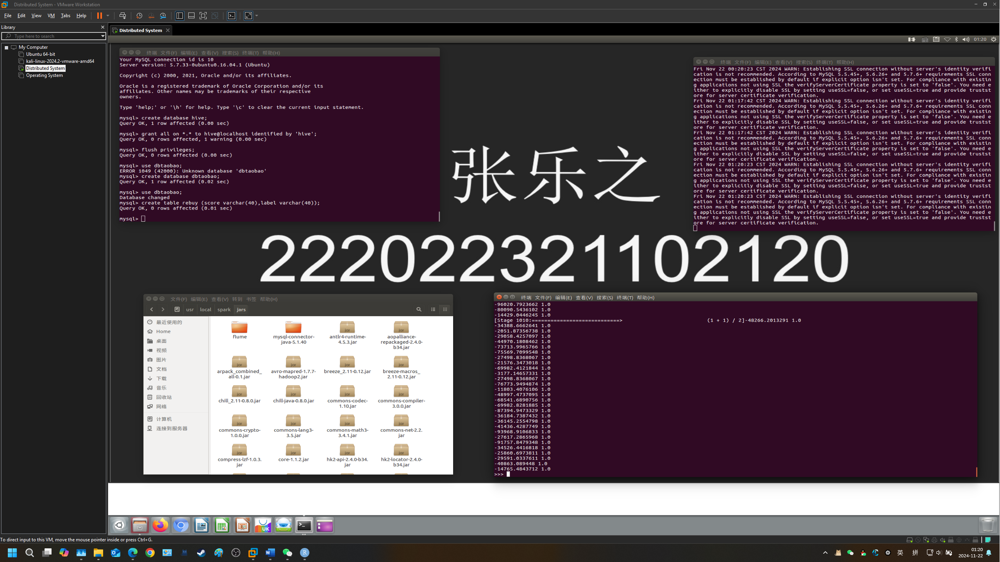 Distributed System - VMware Workstation
File Edit View VM Tabs Help
Library
Type here to search
My Computer
Ubuntu 64-bit
kali-linux-2024.2-vmware-amd64
Distributed System
Operating System
Distributed System
01:20
终端 文件(F) 编辑(E) 查看(V) 搜索(S) 终端(T) 帮助(H)
Your MySQL connection id is 10
Server version: 5.7.33-0ubuntu0.16.04.1 (Ubuntu)
Copyright (c) 2000, 2021, Oracle and/or its affiliates.
Oracle is a registered trademark of Oracle Corporation and/or its
affiliates. Other names may be trademarks of their respective
owners.
Type 'help;' or '\h' for help. Type '\c' to clear the current input statement.
mysql> create database hive;
Query OK, 1 row affected (0.00 sec)
mysql> grant all on *.* to hive@localhost identified by 'hive';
Query OK, 0 rows affected, 1 warning (0.00 sec)
mysql> flush privileges;
Query OK, 0 rows affected (0.00 sec)
mysql> use dbtaobao;
ERROR 1049 (42000): Unknown database 'dbtaobao'
mysql> create database dbtaobao;
Query OK, 1 row affected (0.02 sec)
mysql> use dbtaobao;
Database changed
mysql> create table rebuy (score varchar(40),label varchar(40));
Query OK, 0 rows affected (0.01 sec)
mysql>
终端 文件(F) 编辑(E) 查看(V) 搜索(S) 终端(T) 帮助(H)
Fri Nov 22 00:20:23 CST 2024 WARN: Establishing SSL connection without server's identity verifi
cation is not recommended. According to MySQL 5.5.45+, 5.6.26+ and 5.7.6+ requirements SSL conn
ection must be established by default if explicit option isn't set. For compliance with existin
g applications not using SSL the verifyServerCertificate property is set to 'false'. You need e
ither to explicitly disable SSL by setting useSSL=false, or set useSSL=true and provide trustst
ore for server certificate verification.
Fri Nov 22 01:17:42 CST 2024 WARN: Establishing SSL connection without server's identity verifi
cation is not recommended. According to MySQL 5.5.45+, 5.6.26+ and 5.7.6+ requirements SSL conn
ection must be established by default if explicit option isn't set. For compliance with existin
g applications not using SSL the verifyServerCertificate property is set to 'false'. You need e
ither to explicitly disable SSL by setting useSSL=false, or set useSSL=true and provide trustst
ore for server certificate verification.
Fri Nov 22 01:17:42 CST 2024 WARN: Establishing SSL connection without server's identity verifi
cation is not recommended. According to MySQL 5.5.45+, 5.6.26+ and 5.7.6+ requirements SSL conn
ection must be established by default if explicit option isn't set. For compliance with existin
g applications not using SSL the verifyServerCertificate property is set to 'false'. You need e
ither to explicitly disable SSL by setting useSSL=false, or set useSSL=true and provide trustst
ore for server certificate verification.
Fri Nov 22 01:20:23 CST 2024 WARN: Establishing SSL connection without server's identity verifi
cation is not recommended. According to MySQL 5.5.45+, 5.6.26+ and 5.7.6+ requirements SSL conn
ection must be established by default if explicit option isn't set. For compliance with existin
g applications not using SSL the verifyServerCertificate property is set to 'false'. You need e
ither to explicitly disable SSL by setting useSSL=false, or set useSSL=true and provide trustst
ore for server certificate verification.
Fri Nov 22 01:20:23 CST 2024 WARN: Establishing SSL connection without server's identity verifi
cation is not recommended. According to MySQL 5.5.45+, 5.6.26+ and 5.7.6+ requirements SSL conn
ection must be established by default if explicit option isn't set. For compliance with existin
g applications not using SSL the verifyServerCertificate property is set to 'false'. You need e
ither to explicitly disable SSL by setting useSSL=false, or set useSSL=true and provide trustst
ore for server certificate verification.
张乐之
222022321102120
文件(F) 编辑(E) 查看(V) 转到 书签 帮助(H)
usr local spark jars
最近使用的
Home
桌面
视频
图片
文档
下载
音乐
回收站
网络
计算机
连接到服务器
flume
mysql-connector-
java-5.1.40
antlr4-runtime-
4.5.3.jar
aopalliance-
repackaged-2.4.0-
b34.jar
arpack_combined_
all-0.1.jar
avro-mapred-1.7.7-
hadoop2.jar
breeze_2.11-0.12.jar
breeze-macros_
2.11-0.12.jar
chill_2.11-0.8.0.jar
chill-java-0.8.0.jar
commons-codec-
1.10.jar
commons-compiler-
3.0.0.jar
commons-crypto-
1.0.0.jar
commons-lang3-
3.5.jar
commons-math3-
3.4.1.jar
commons-net-2.2.
jar
compress-lzf-1.0.3.
jar
core-1.1.2.jar
hk2-api-2.4.0-b34.
jar
hk2-locator-2.4.0-
b34.jar
终端 文件(F) 编辑(E) 查看(V) 搜索(S) 终端(T) 帮助(H)
-96020.7923662 1.0
-80090.5436102 1.0
-14429.0446245 1.0
[Stage 1010:============================> (1 + 1) / 2]-48266.2013291 1.0
-34388.6662641 1.0
-2051.87356738 1.0
-29058.4257097 1.0
-44970.1808462 1.0
-73713.9965766 1.0
-75569.7099548 1.0
-27498.8368067 1.0
-21576.3473018 1.0
-69982.4121844 1.0
-3177.14657331 1.0
-27498.8368067 1.0
-76773.9494874 1.0
-11803.4076106 1.0
-48997.4737095 1.0
-68541.6890756 1.0
-69982.8281885 1.0
-87394.9473329 1.0
-36184.7387432 1.0
-36145.2554798 1.0
-41436.4287749 1.0
-93968.9106833 1.0
-27617.2865968 1.0
-91757.8479348 1.0
-34526.4416818 1.0
-25860.6973811 1.0
-29591.0337611 1.0
-40863.089448 1.0
-14765.4843712 1.0
>>>
UK
To direct input to this VM, move the mouse pointer inside or press Ctrl+G.
英 拼
01:20
2024-11-22